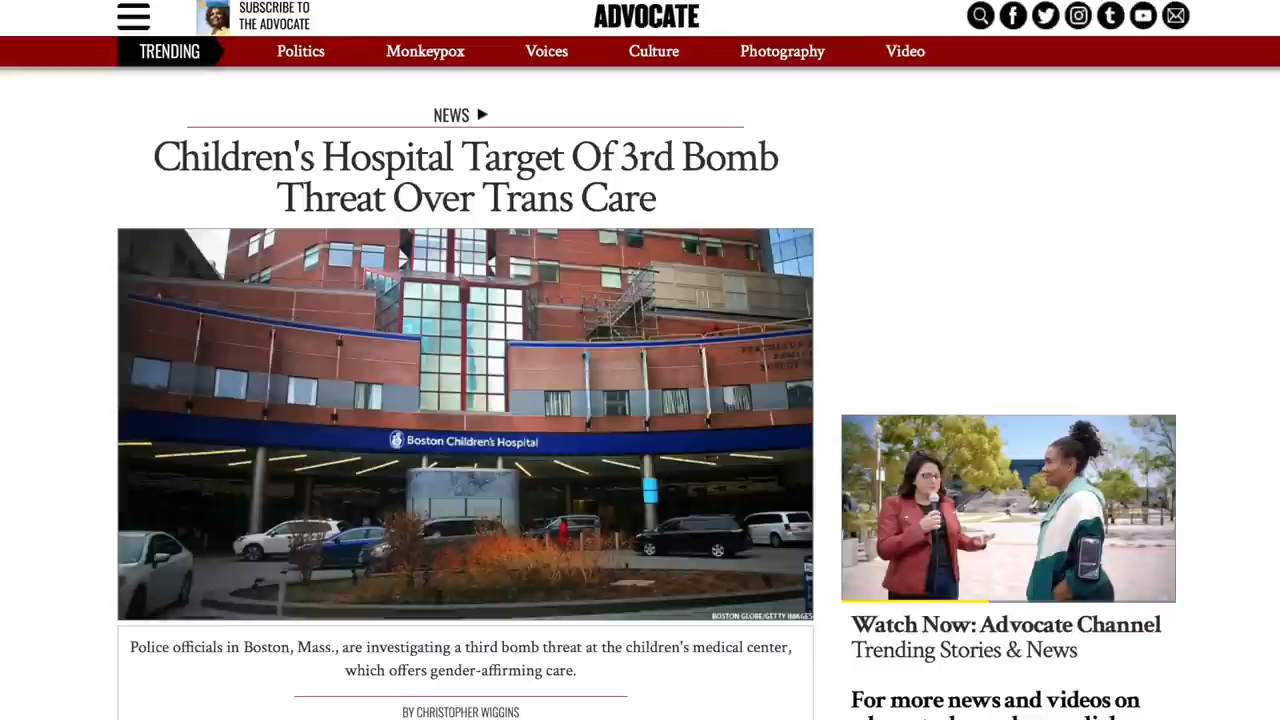 SUBSCRIBE TO
THE ADVOCATE
ADVOCATE
TRENDING
Politics
Monkeypox
Voices
Culture
Photography
Video
NEWS
Children's Hospital Target Of 3rd Bomb
Threat Over Trans Care
Boston Children's Hospital
BOSTON GLOBE/GETTY IMAGES
Police officials in Boston, Mass., are investigating a third bomb threat at the children's medical center,
which offers gender-affirming care.
BY CHRISTOPHER WIGGINS
Watch Now: Advocate Channel
Trending Stories & News
For more news and videos on